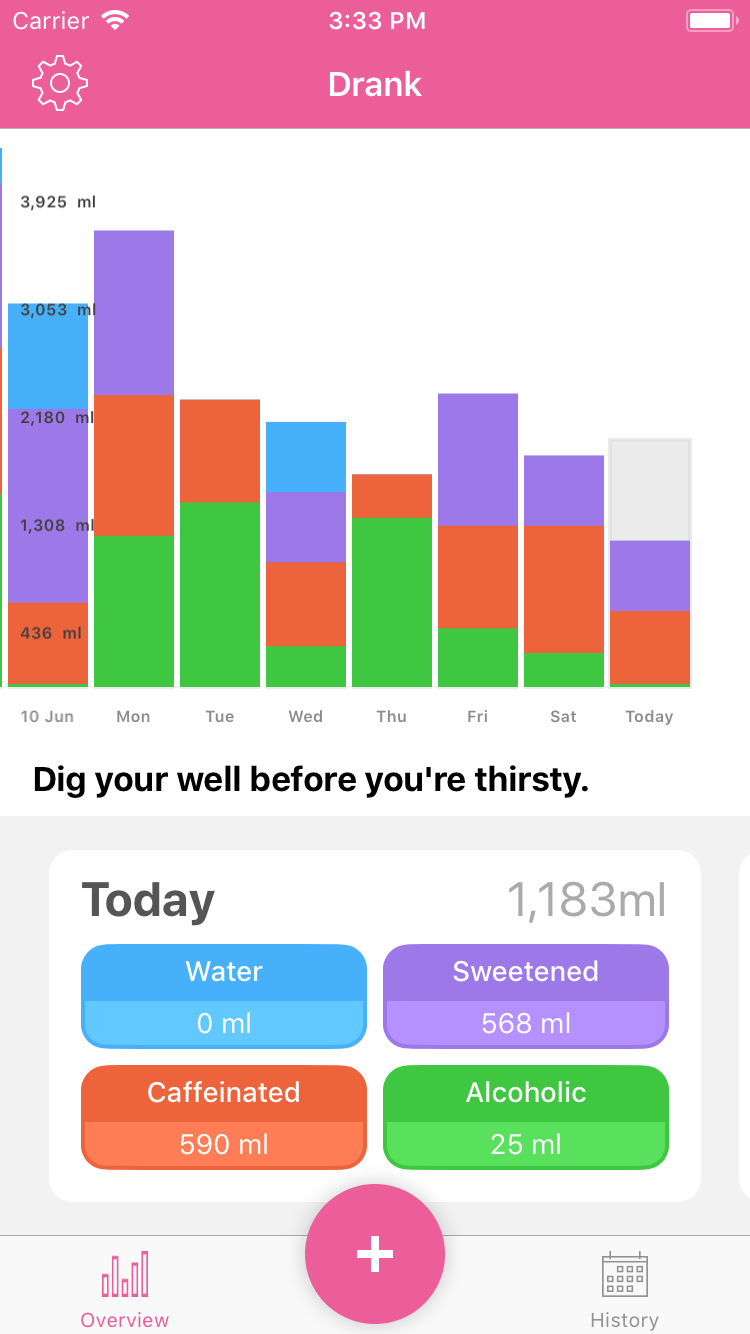 Carrier 3:33 PM
Drank
3,925 ml
3,053 ml
2,180 ml
1,308 ml
436 ml
10 Jun Mon Tue Wed Thu Fri Sat Today
Dig your well before you're thirsty.
Today 1,183ml
Water Sweetened
0 ml 568 ml
Caffeinated Alcoholic
590 ml 25 ml
+
Overview History